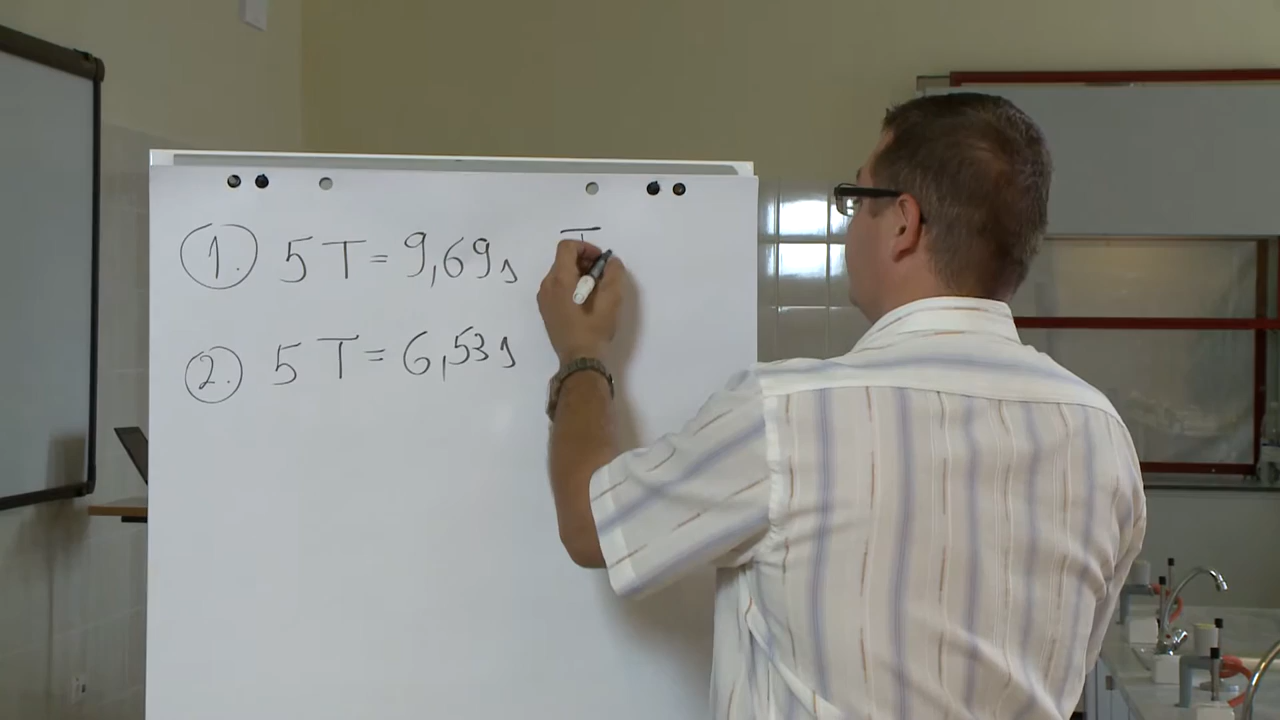 1. 5T = 9,69 s T
2. 5T = 6,53 s